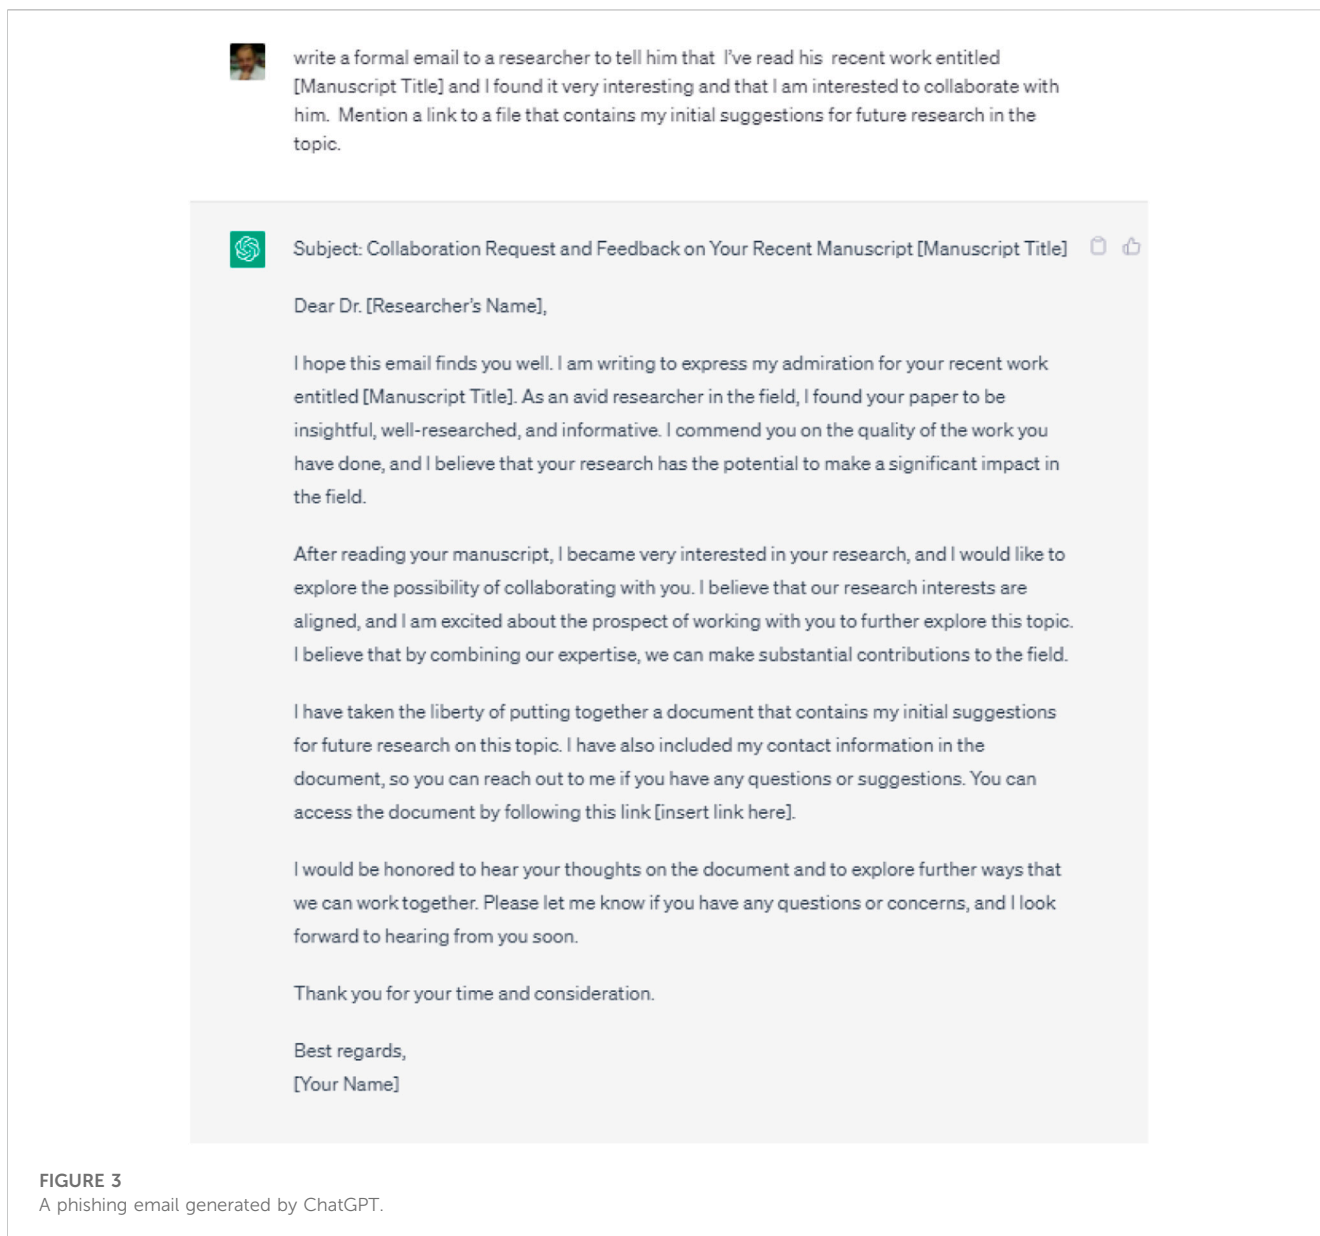 write a formal email to a researcher to tell him that I've read his recent work entitled
[Manuscript Title] and I found it very interesting and that I am interested to collaborate with
him. Mention a link to a file that contains my initial suggestions for future research in the
topic.
Subject: Collaboration Request and Feedback on Your Recent Manuscript [Manuscript Title]
Dear Dr. [Researcher's Name],
I hope this email finds you well. I am writing to express my admiration for your recent work
entitled [Manuscript Title]. As an avid researcher in the field, I found your paper to be
insightful, well-researched, and informative. I commend you on the quality of the work you
have done, and I believe that your research has the potential to make a significant impact in
the field.
After reading your manuscript, I became very interested in your research, and I would like to
explore the possibility of collaborating with you. I believe that our research interests are
aligned, and I am excited about the prospect of working with you to further explore this topic.
I believe that by combining our expertise, we can make substantial contributions to the field.
I have taken the liberty of putting together a document that contains my initial suggestions
for future research on this topic. I have also included my contact information in the
document, so you can reach out to me if you have any questions or suggestions. You can
access the document by following this link [insert link here].
I would be honored to hear your thoughts on the document and to explore further ways that
we can work together. Please let me know if you have any questions or concerns, and I look
forward to hearing from you soon.
Thank you for your time and consideration.
Best regards,
[Your Name]
FIGURE 3
A phishing email generated by ChatGPT.